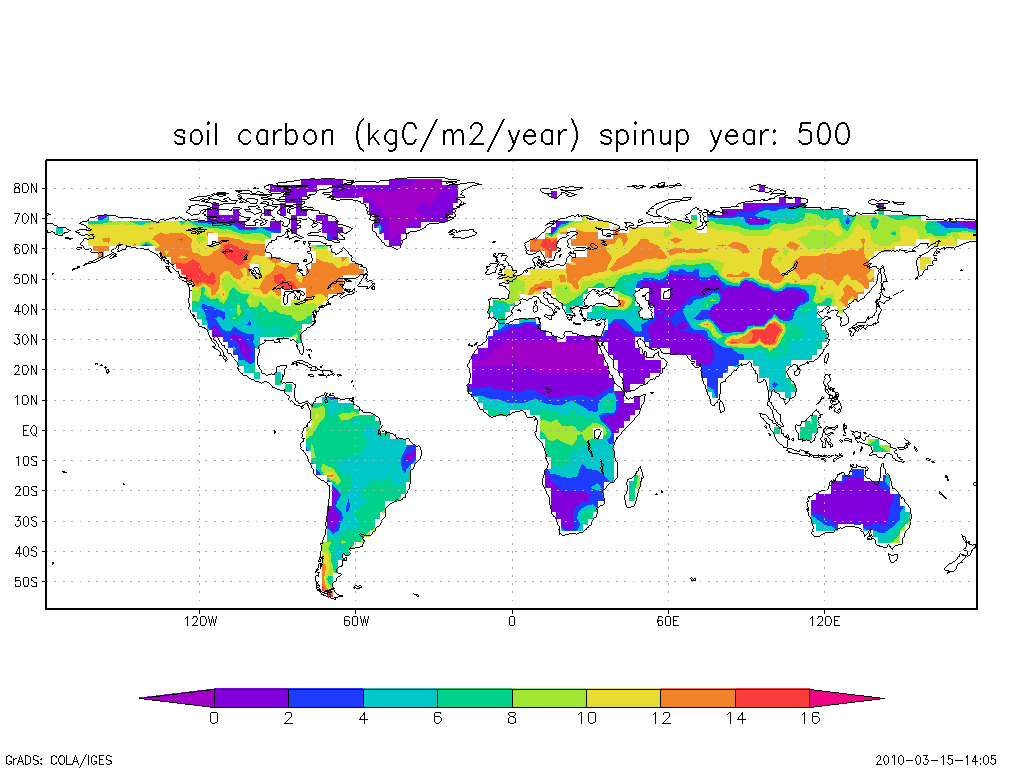 soil carbon (kgC/m2/year) spinup year: 500
80N
70N
60N
50N
40N
30N
20N
10N
EQ
10S
20S
30S
40S
50S
120W 60W 0 60E 120E
0 2 4 6 8 10 12 14 16
GrADS: COLA/IGES 2010-03-15-14:05